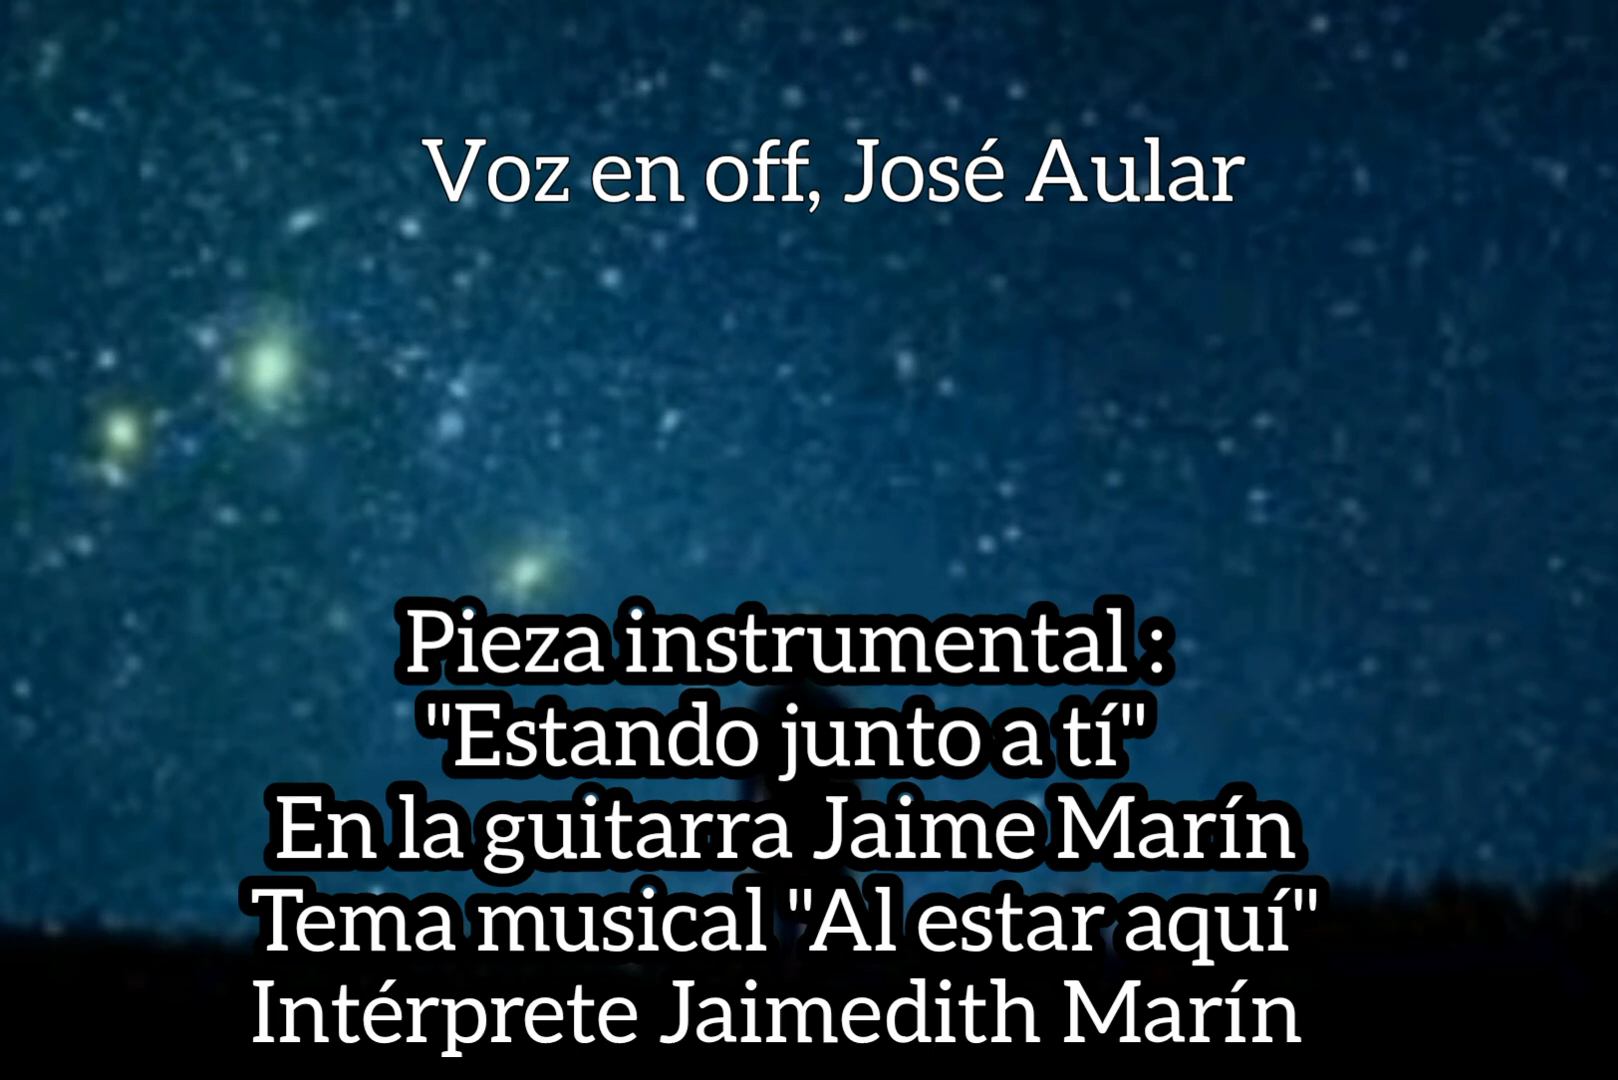 Voz en off, José Aular
Pieza instrumental :
"Estando junto a tí"
En la guitarra Jaime Marín
Tema musical "Al estar aquí"
Intérprete Jaimedith Marín